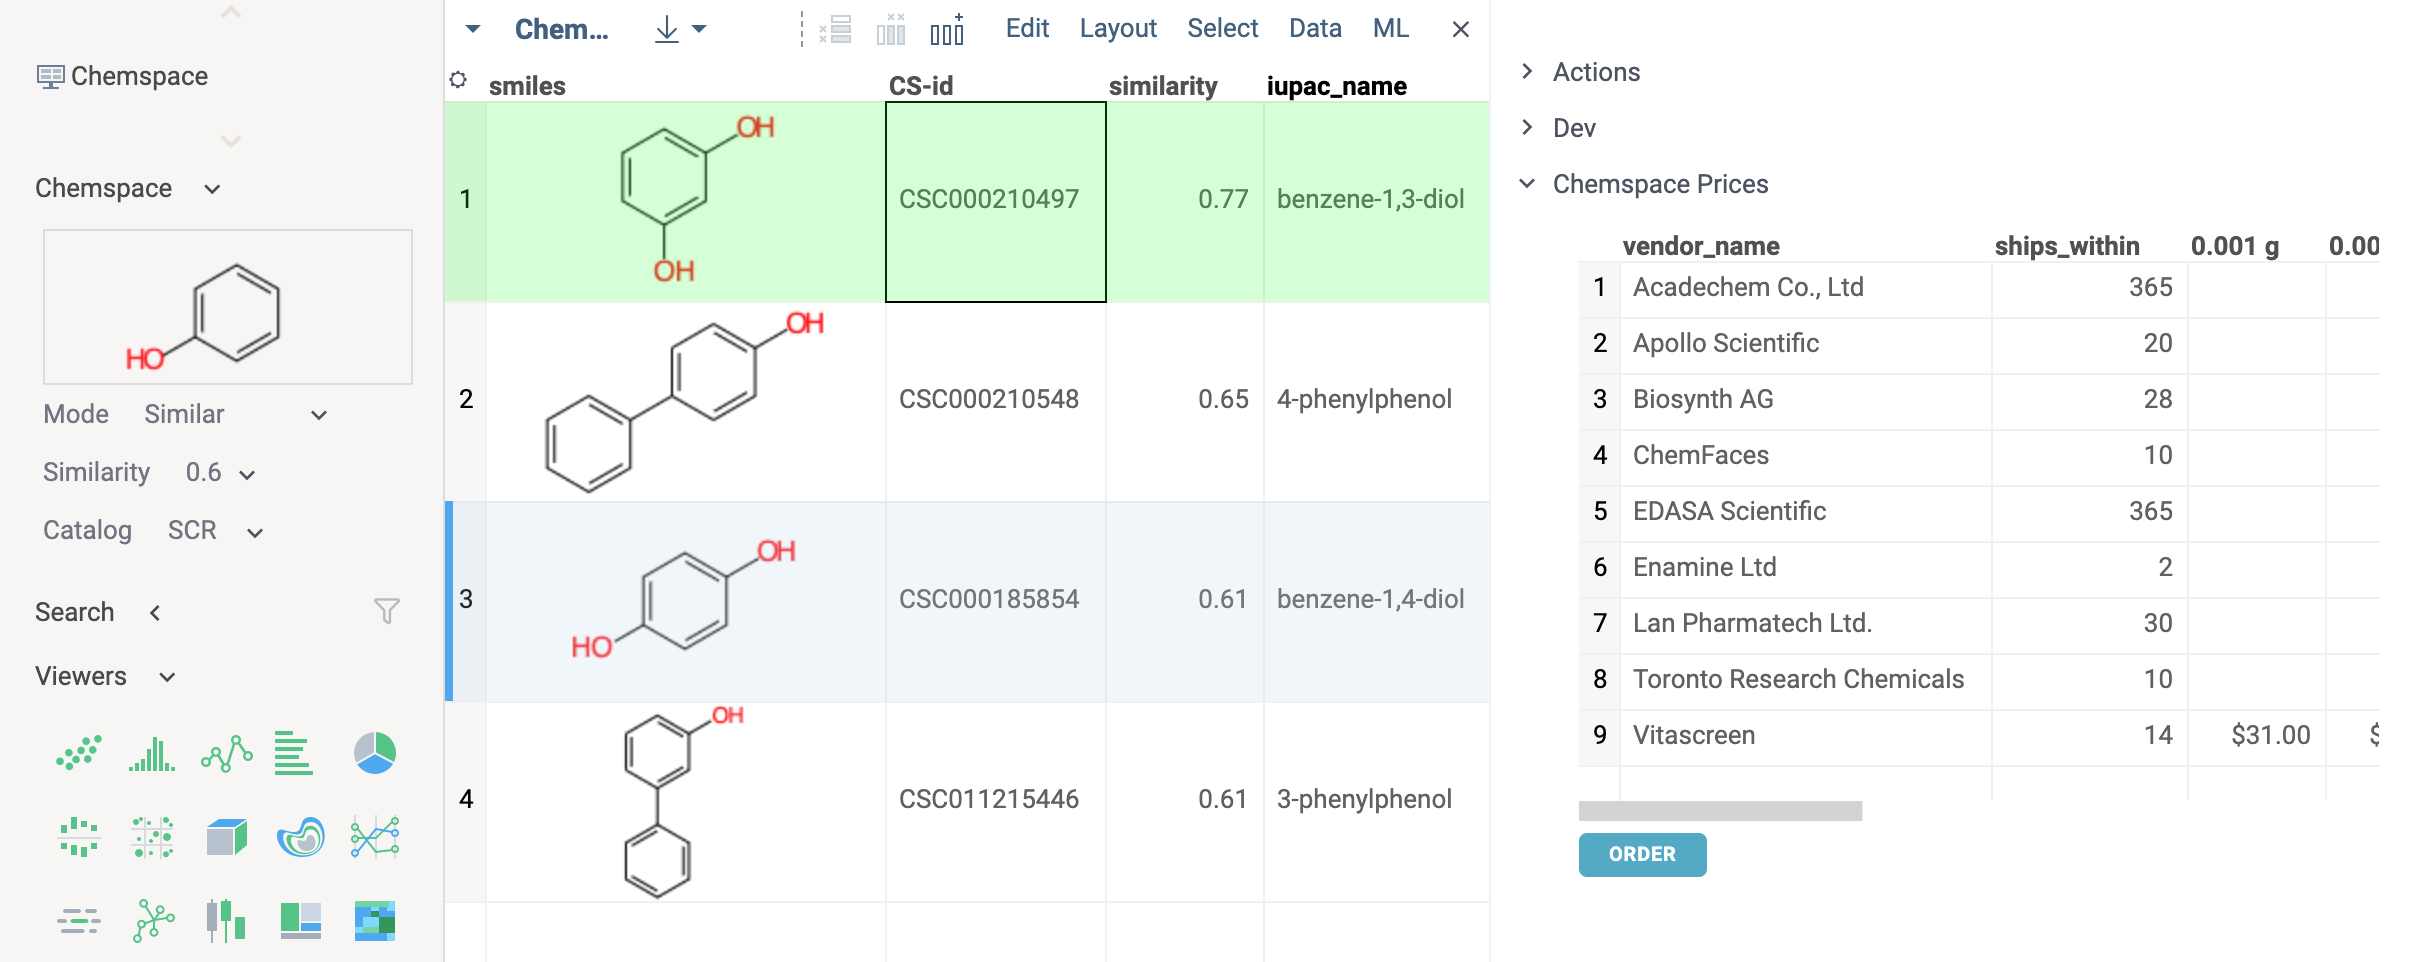 Chemspace
Chemspace
HO
Mode Similar
Similarity 0.6
Catalog SCR
Search
Viewers
Chem... Edit Layout Select Data ML
smiles CS-id similarity iupac_name
OH
1 CSC000210497 0.77 benzene-1,3-diol
OH
OH
2 CSC000210548 0.65 4-phenylphenol
OH
3 CSC000185854 0.61 benzene-1,4-diol
HO
OH
4 CSC011215446 0.61 3-phenylphenol
Actions
Dev
Chemspace Prices
vendor_name ships_within 0.001 g 0.00
1 Acadechem Co., Ltd 365
2 Apollo Scientific 20
3 Biosynth AG 28
4 ChemFaces 10
5 EDASA Scientific 365
6 Enamine Ltd 2
7 Lan Pharmatech Ltd. 30
8 Toronto Research Chemicals 10
9 Vitascreen 14 $31.00 $
ORDER